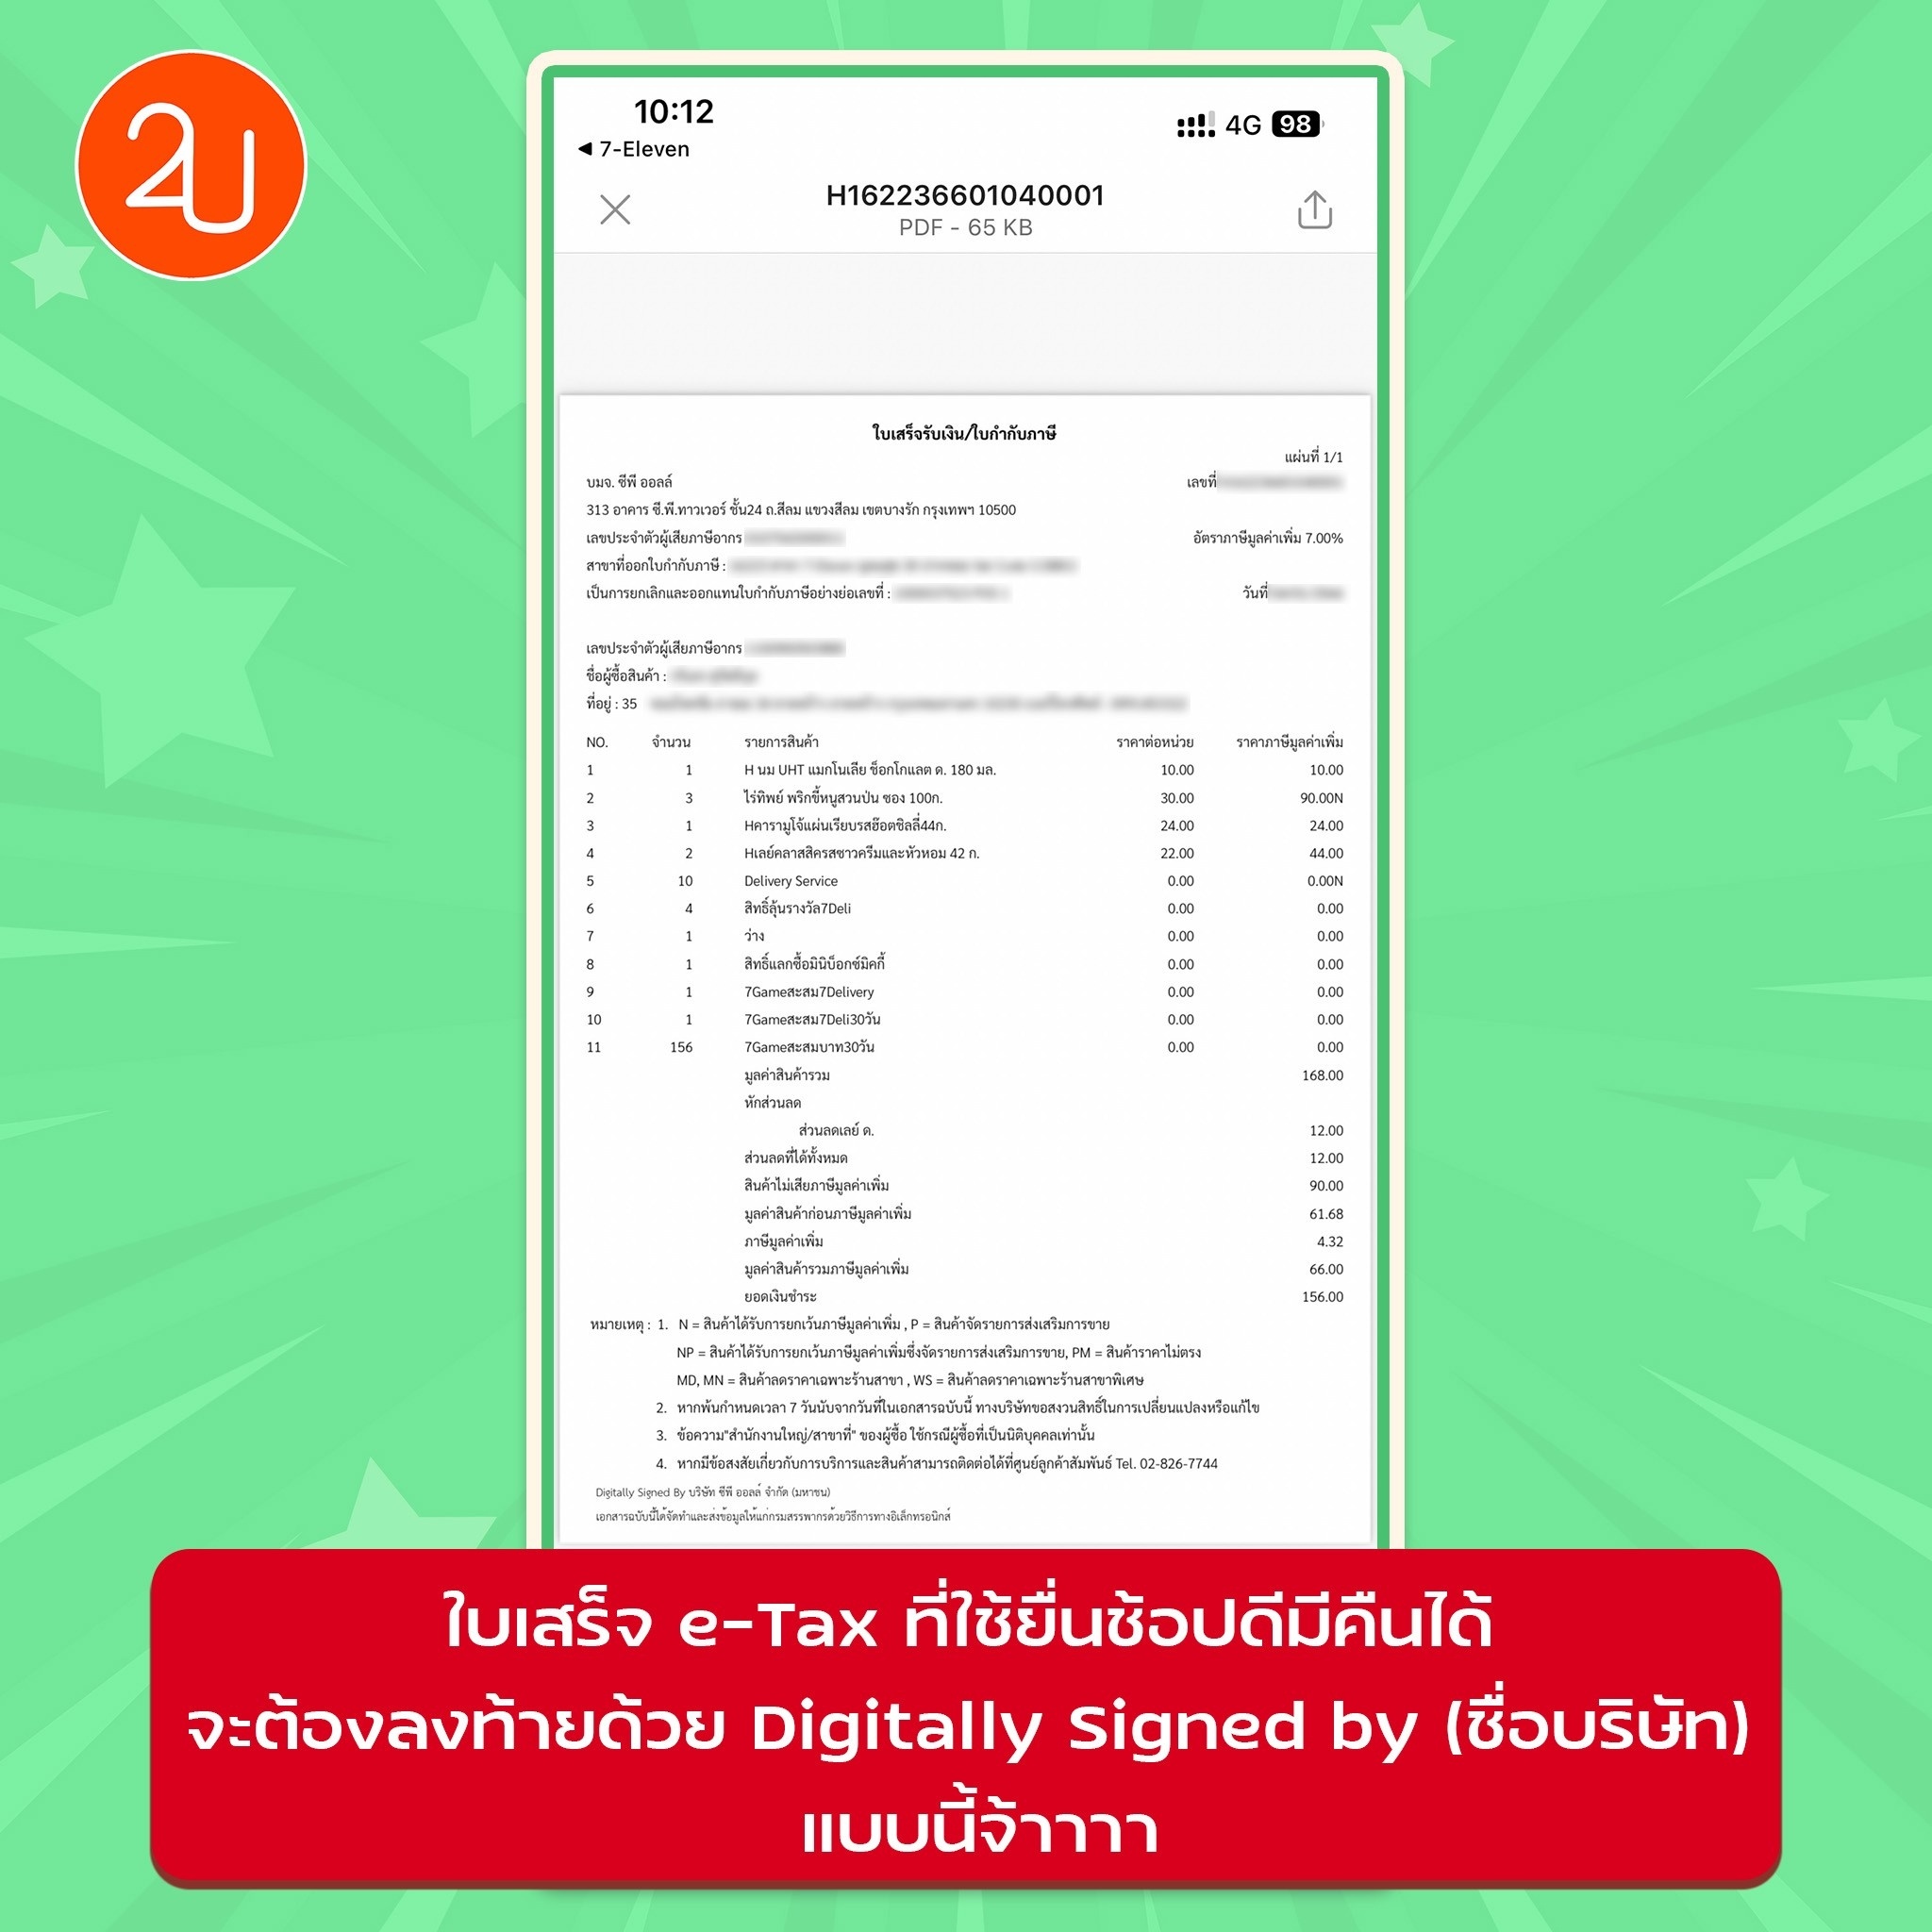 2U
10:12
4G 98
◀ 7-Eleven
H162236601040001
PDF - 65 KB
ใบเสร็จรับเงิน/ใบกำกับภาษี
แผ่นที่ 1/1
บมจ. ซีพี ออลล์ เลขที่
313 อาคาร ซี.พี.ทาวเวอร์ ชั้น24 ถ.สีลม แขวงสีลม เขตบางรัก กรุงเทพฯ 10500
เลขประจำตัวผู้เสียภาษีอากร อัตราภาษีมูลค่าเพิ่ม 7.00%
สาขาที่ออกใบกำกับภาษี :
เป็นการยกเลิกและออกแทนใบกำกับภาษีอย่างย่อเลขที่ : วันที่
เลขประจำตัวผู้เสียภาษีอากร
ชื่อผู้ซื้อสินค้า :
ที่อยู่ : 35
NO. จำนวน รายการสินค้า ราคาต่อหน่วย ราคาภาษีมูลค่าเพิ่ม
1 1 H นม UHT แมกโนเลีย ช็อกโกแลต ด. 180 มล. 10.00 10.00
2 3 ไร่ทิพย์ พริกขี้หนูสวนป่น ซอง 100ก. 30.00 90.00N
3 1 Hคารามูโจ้แผ่นเรียบรสฮ๊อตชิลลี่44ก. 24.00 24.00
4 2 Hเลย์คลาสสิครสซาวครีมและหัวหอม 42 ก. 22.00 44.00
5 10 Delivery Service 0.00 0.00N
6 4 สิทธิ์ลุ้นรางวัล7Deli 0.00 0.00
7 1 ว่าง 0.00 0.00
8 1 สิทธิ์แลกซื้อมินิบ็อกซ์มิคกี้ 0.00 0.00
9 1 7Gameสะสม7Delivery 0.00 0.00
10 1 7Gameสะสม7Deli30วัน 0.00 0.00
11 156 7Gameสะสมบาท30วัน 0.00 0.00
มูลค่าสินค้ารวม 168.00
หักส่วนลด
ส่วนลดเลย์ ด. 12.00
ส่วนลดที่ได้ทั้งหมด 12.00
สินค้าไม่เสียภาษีมูลค่าเพิ่ม 90.00
มูลค่าสินค้าก่อนภาษีมูลค่าเพิ่ม 61.68
ภาษีมูลค่าเพิ่ม 4.32
มูลค่าสินค้ารวมภาษีมูลค่าเพิ่ม 66.00
ยอดเงินชำระ 156.00
หมายเหตุ : 1. N = สินค้าได้รับการยกเว้นภาษีมูลค่าเพิ่ม , P = สินค้าจัดรายการส่งเสริมการขาย
NP = สินค้าได้รับการยกเว้นภาษีมูลค่าเพิ่มซึ่งจัดรายการส่งเสริมการขาย, PM = สินค้าราคาไม่ตรง
MD, MN = สินค้าลดราคาเฉพาะร้านสาขา , WS = สินค้าลดราคาเฉพาะร้านสาขาพิเศษ
2. หากพ้นกำหนดเวลา 7 วันนับจากวันที่ในเอกสารฉบับนี้ ทางบริษัทขอสงวนสิทธิ์ในการเปลี่ยนแปลงหรือแก้ไข
3. ข้อความ"สำนักงานใหญ่/สาขาที่" ของผู้ซื้อ ใช้กรณีผู้ซื้อที่เป็นนิติบุคคลเท่านั้น
4. หากมีข้อสงสัยเกี่ยวกับการบริการและสินค้าสามารถติดต่อได้ที่ศูนย์ลูกค้าสัมพันธ์ Tel. 02-826-7744
Digitally Signed By บริษัท ซีพี ออลล์ จำกัด (มหาชน)
เอกสารฉบับนี้ได้จัดทำและส่งข้อมูลให้แก่กรมสรรพากรด้วยวิธีการทางอิเล็กทรอนิกส์
ใบเสร็จ e-Tax ที่ใช้ยื่นช้อปดีมีคืนได้
จะต้องลงท้ายด้วย Digitally Signed by (ชื่อบริษัท)
แบบนี้จ้าาาา